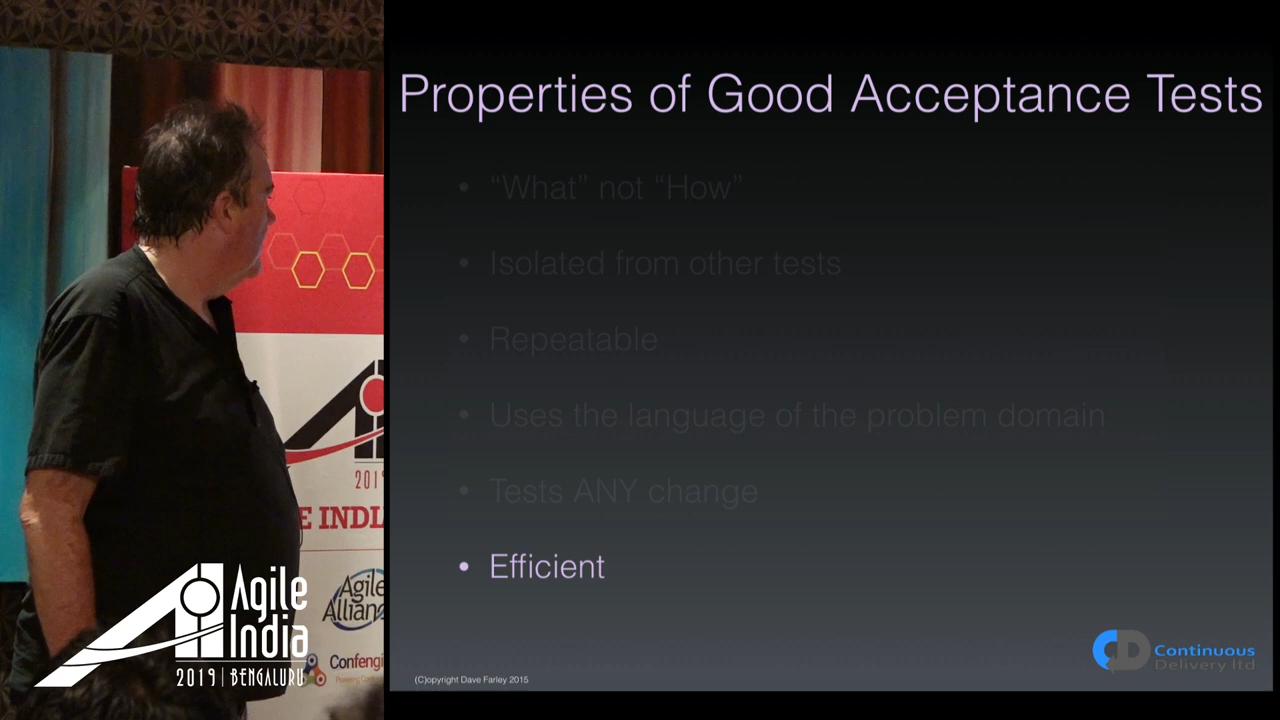 Properties of Good Acceptance Tests
• “What” not “How”
• Isolated from other tests
• Repeatable
• Uses the language of the problem domain
• Tests ANY change
• Efficient
Continuous
Delivery ltd
(C)opyright Dave Farley 2015
201
E INDI
Agile
Allian
Confengi
Agile
India
2019 | BENGALURU